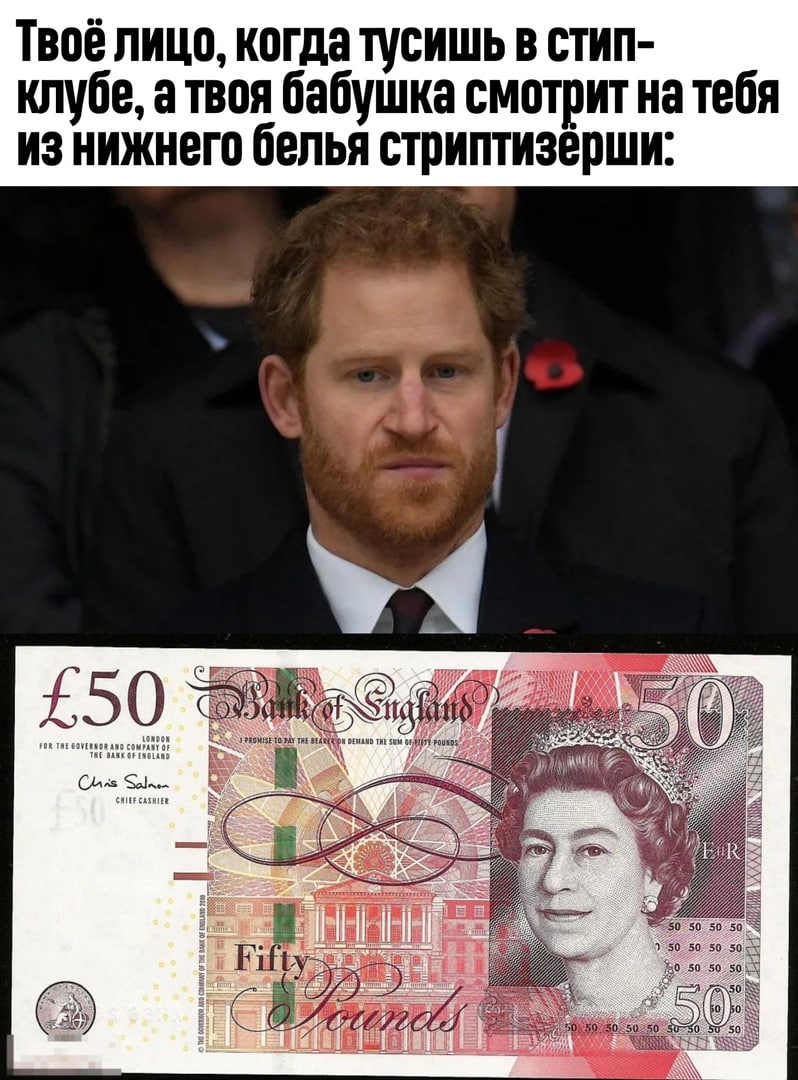 Твоё лицо, когда тусишь в стип-
клубе, а твоя бабушка смотрит на тебя
из нижнего белья стриптизёрши:
£50
Bank of England
50
LONDON
FOR THE GOVERNOR AND COMPANY OF
THE BANK OF ENGLAND
I PROMISE TO PAY THE BEARER ON DEMAND THE SUM OF FIFTY POUNDS
Chris Salmon
CHIEF CASHIER
£50
E II R
50 50 50 50
50 50 50 50
50 50 50
Fifty
Pounds
50
50 50 50 50 50 50 50 50 50
© THE GOVERNOR AND COMPANY OF THE BANK OF ENGLAND 2010